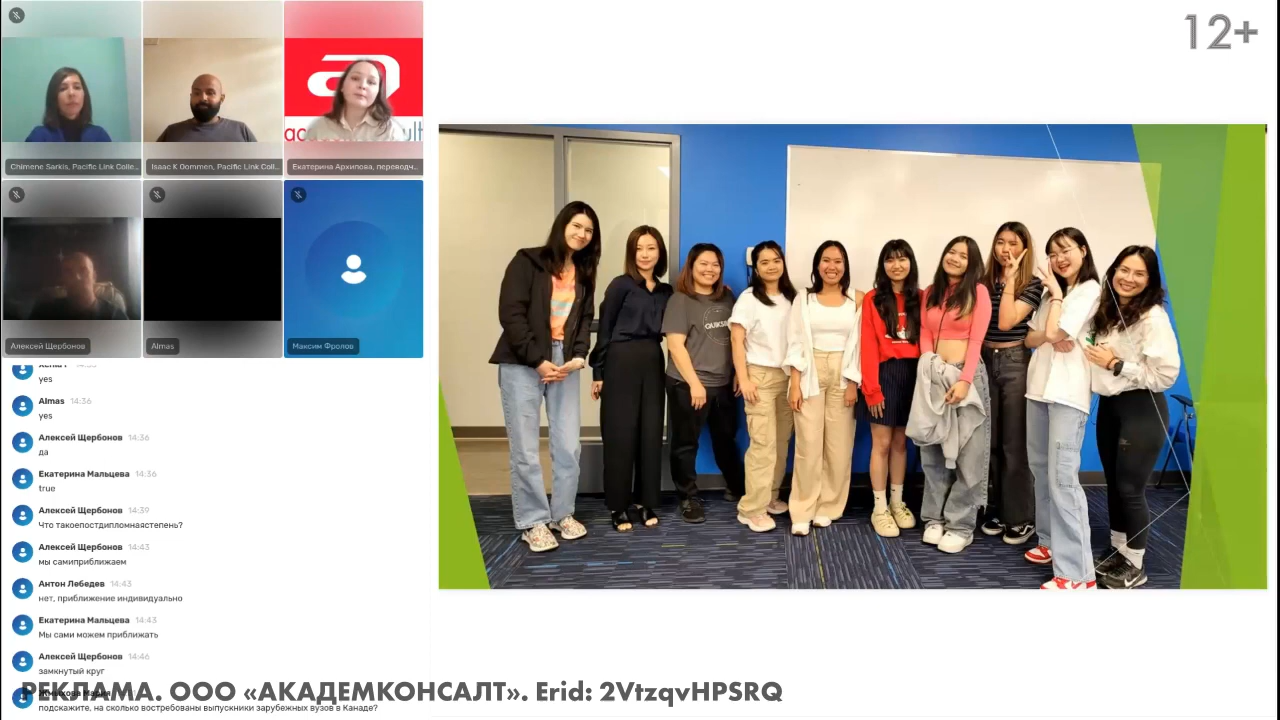 12+
Chimene Sarkis, Pacific Link Colle...
Isaac K Oommen, Pacific Link Coll...
Екатерина Архипова, переводч...
Алексей Щербонов
Almas
Максим Фролов
yes
Almas 14:36
yes
Алексей Щербонов 14:36
да
Екатерина Мальцева 14:36
true
Алексей Щербонов 14:39
Что такоепостдипломнаястепень?
Алексей Щербонов 14:43
мы самиприближаем
Антон Лебедев 14:43
нет, приближение индивидуально
Екатерина Мальцева 14:43
Мы сами можем приближать
Алексей Щербонов 14:46
замкнутый круг
Жмыхова Мария
РЕКЛАМА. ООО «АКАДЕМКОНСАЛТ». Erid: 2VtzqvHPSRQ
подскажите, на сколько востребованы выпускники зарубежных вузов в Канаде?